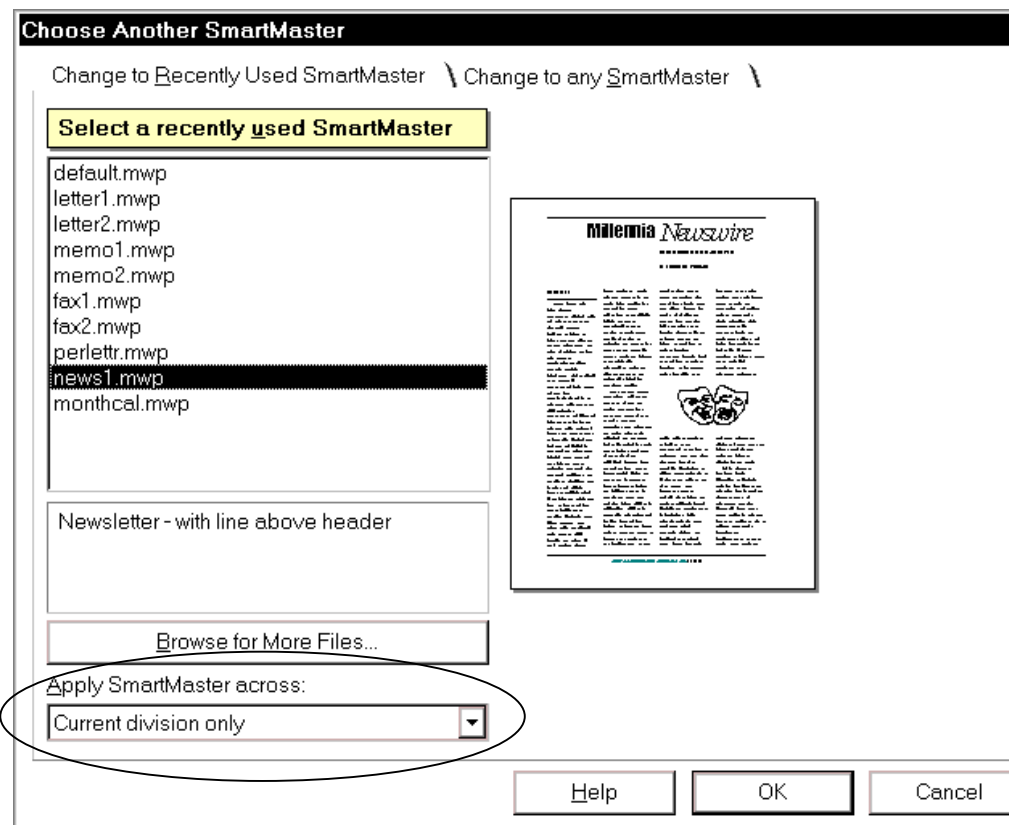 Choose Another SmartMaster
Change to Recently Used SmartMaster
Change to any SmartMaster
Select a recently used SmartMaster
default.mwp
letter1.mwp
letter2.mwp
memo1.mwp
memo2.mwp
fax1.mwp
fax2.mwp
perlettr.mwp
news1.mwp
monthcal.mwp
Millennia Newswire
Newsletter - with line above header
Browse for More Files...
Apply SmartMaster across:
Current division only
Help
OK
Cancel